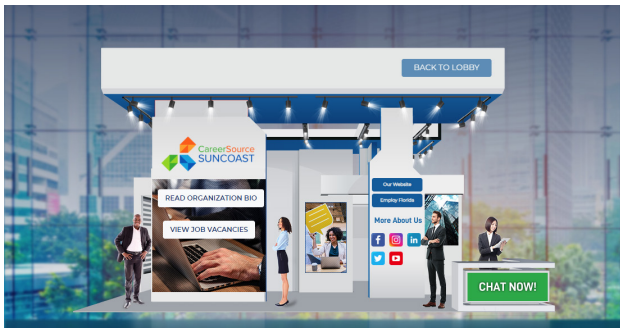 BACK TO LOBBY
CareerSource
SUNCOAST
READ ORGANIZATION BIO
VIEW JOB VACANCIES
Our Website
Employ Florida
More About Us
CHAT NOW!